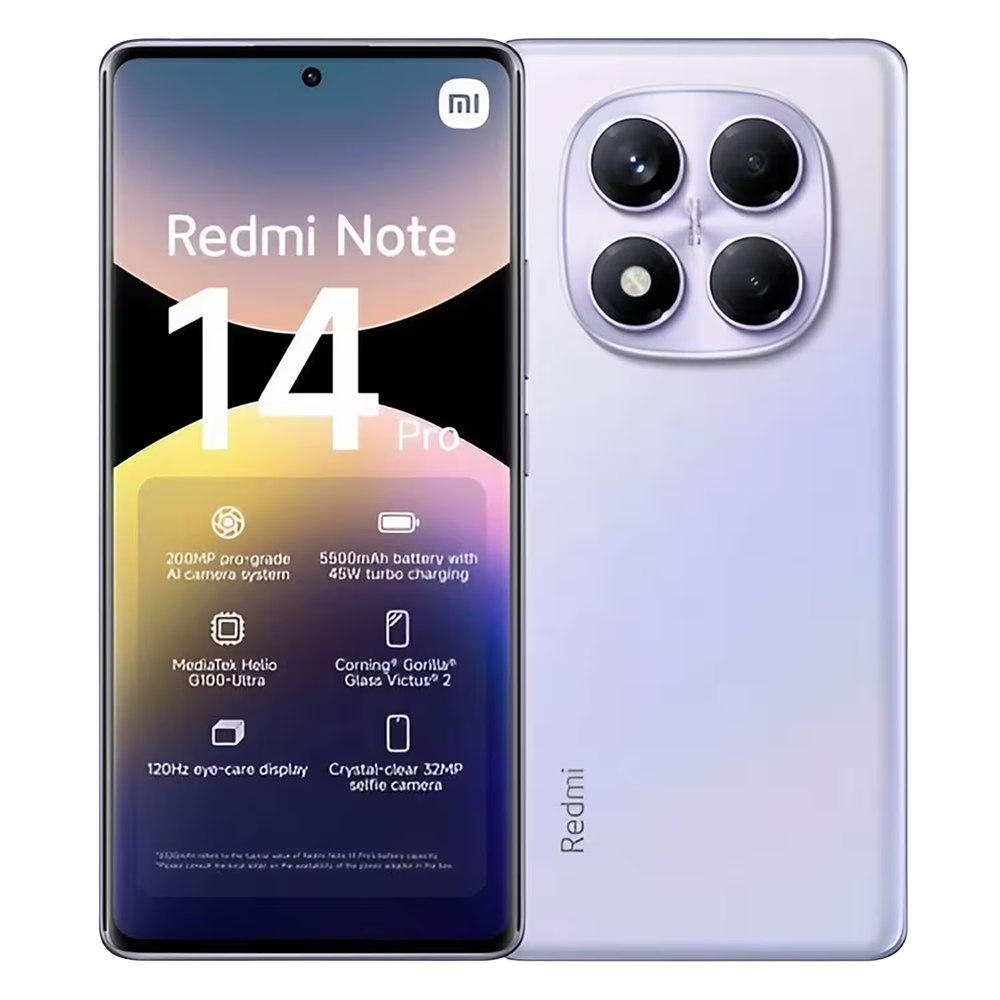 mi
Redmi Note
14
Pro
200MP pro-grade
AI camera system
5500mAh battery with
45W turbo charging
MediaTek Helio
G100-Ultra
Corning® Gorilla®
Glass Victus® 2
120Hz eye-care display
Crystal-clear 32MP
selfie camera
Redmi